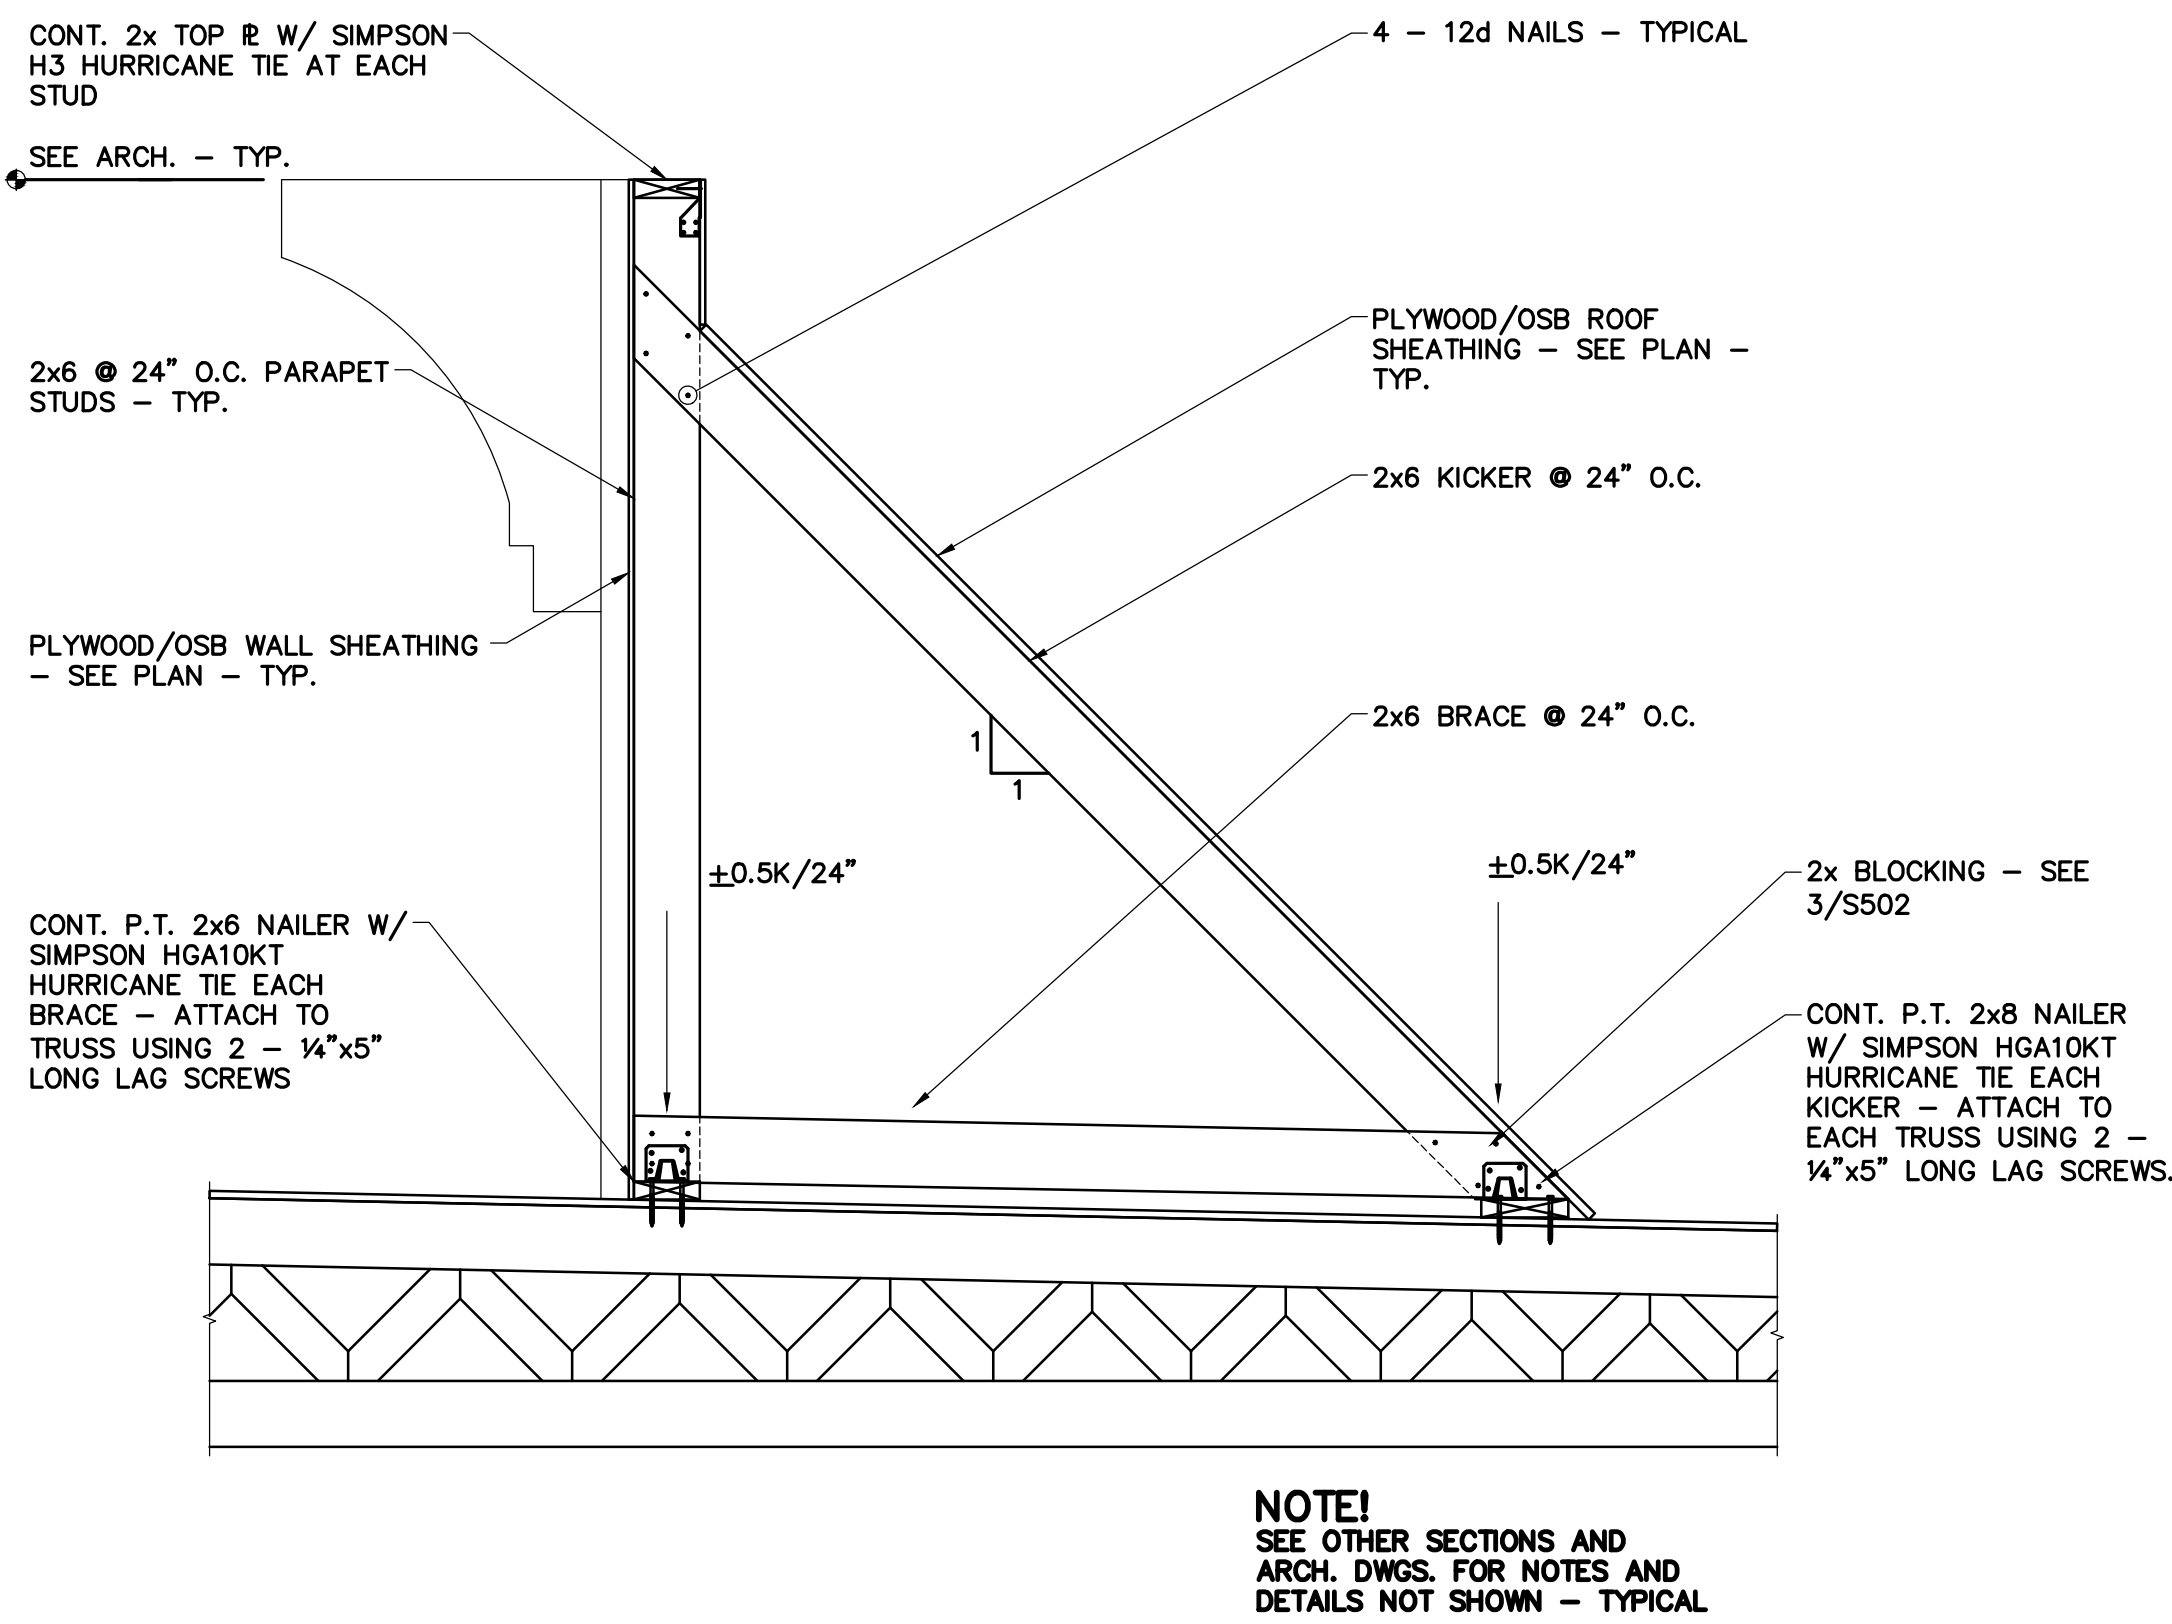 CONT. 2x TOP ℙL W/ SIMPSON
H3 HURRICANE TIE AT EACH
STUD
SEE ARCH. – TYP.
4 – 12d NAILS – TYPICAL
2x6 @ 24" O.C. PARAPET
STUDS – TYP.
PLYWOOD/OSB ROOF
SHEATHING – SEE PLAN –
TYP.
2x6 KICKER @ 24" O.C.
PLYWOOD/OSB WALL SHEATHING
– SEE PLAN – TYP.
2x6 BRACE @ 24" O.C.
1
1
±0.5K/24"
±0.5K/24"
2x BLOCKING – SEE
3/S502
CONT. P.T. 2x6 NAILER W/
SIMPSON HGA10KT
HURRICANE TIE EACH
BRACE – ATTACH TO
TRUSS USING 2 – ¼"x5"
LONG LAG SCREWS
CONT. P.T. 2x8 NAILER
W/ SIMPSON HGA10KT
HURRICANE TIE EACH
KICKER – ATTACH TO
EACH TRUSS USING 2 –
¼"x5" LONG LAG SCREWS.
NOTE!
SEE OTHER SECTIONS AND
ARCH. DWGS. FOR NOTES AND
DETAILS NOT SHOWN – TYPICAL